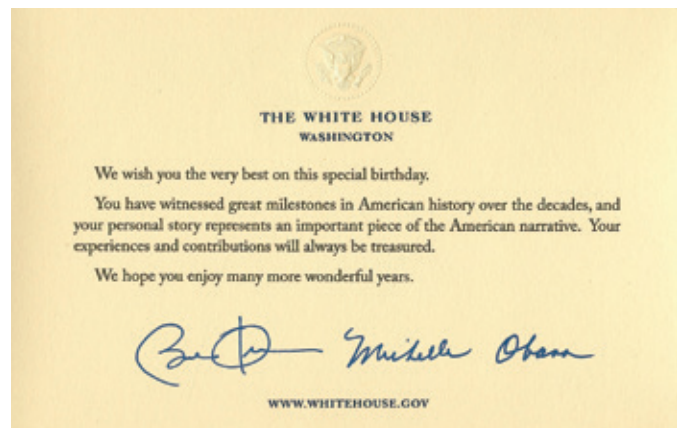 THE WHITE HOUSE
WASHINGTON
We wish you the very best on this special birthday.
You have witnessed great milestones in American history over the decades, and
your personal story represents an important piece of the American narrative. Your
experiences and contributions will always be treasured.
We hope you enjoy many more wonderful years.
Michelle Obama
WWW.WHITEHOUSE.GOV